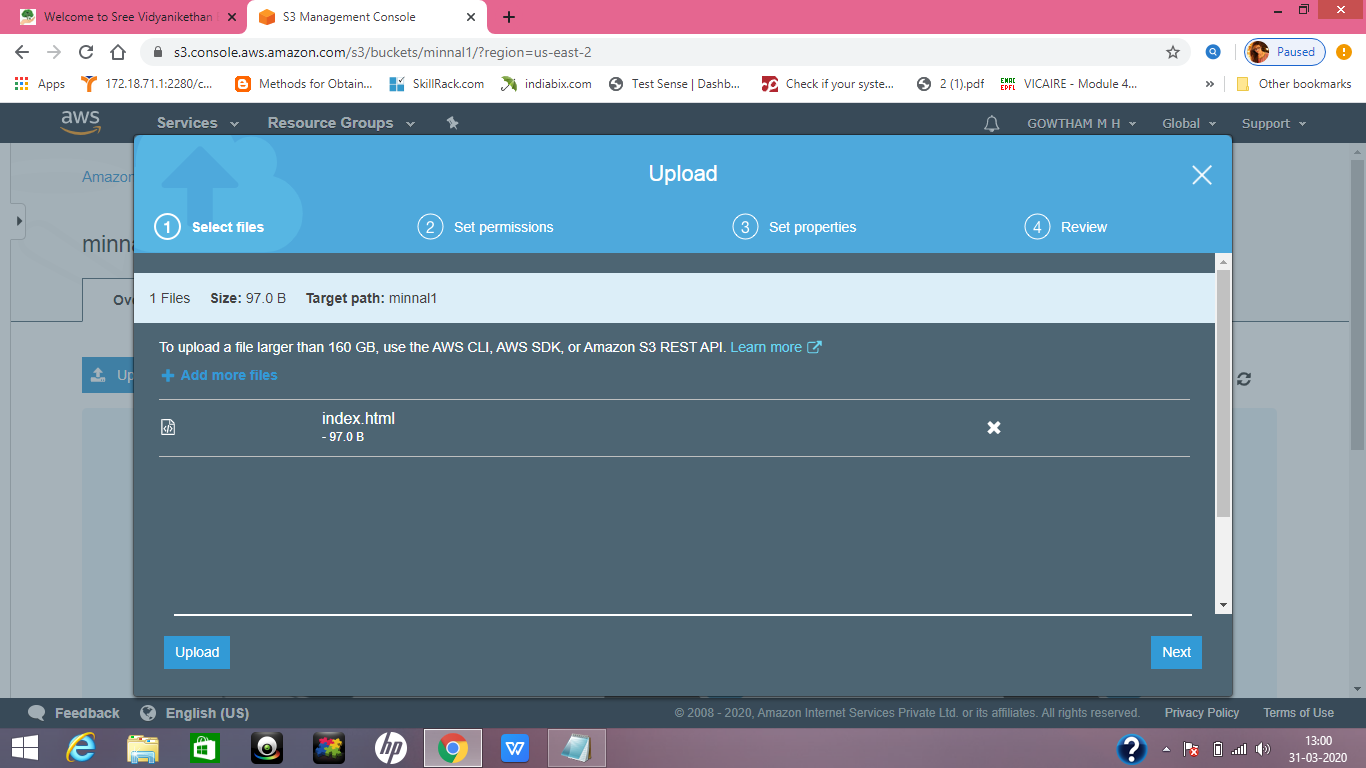 Welcome to Sree Vidyanikethan
S3 Management Console
s3.console.aws.amazon.com/s3/buckets/minnal1/?region=us-east-2
Paused
Apps
172.18.71.1:2280/c...
Methods for Obtain...
SkillRack.com
indiabix.com
Test Sense | Dashb...
Check if your syste...
2 (1).pdf
VICAIRE - Module 4...
»
Other bookmarks
aws
Services
Resource Groups
GOWTHAM M H
Global
Support
Amazon
minna
Ove
Up
Upload
1 Select files
2 Set permissions
3 Set properties
4 Review
1 Files Size: 97.0 B Target path: minnal1
To upload a file larger than 160 GB, use the AWS CLI, AWS SDK, or Amazon S3 REST API. Learn more
Add more files
index.html
- 97.0 B
Upload
Next
Feedback
English (US)
© 2008 - 2020, Amazon Internet Services Private Ltd. or its affiliates. All rights reserved.
Privacy Policy
Terms of Use
hp
W
?
13:00
31-03-2020